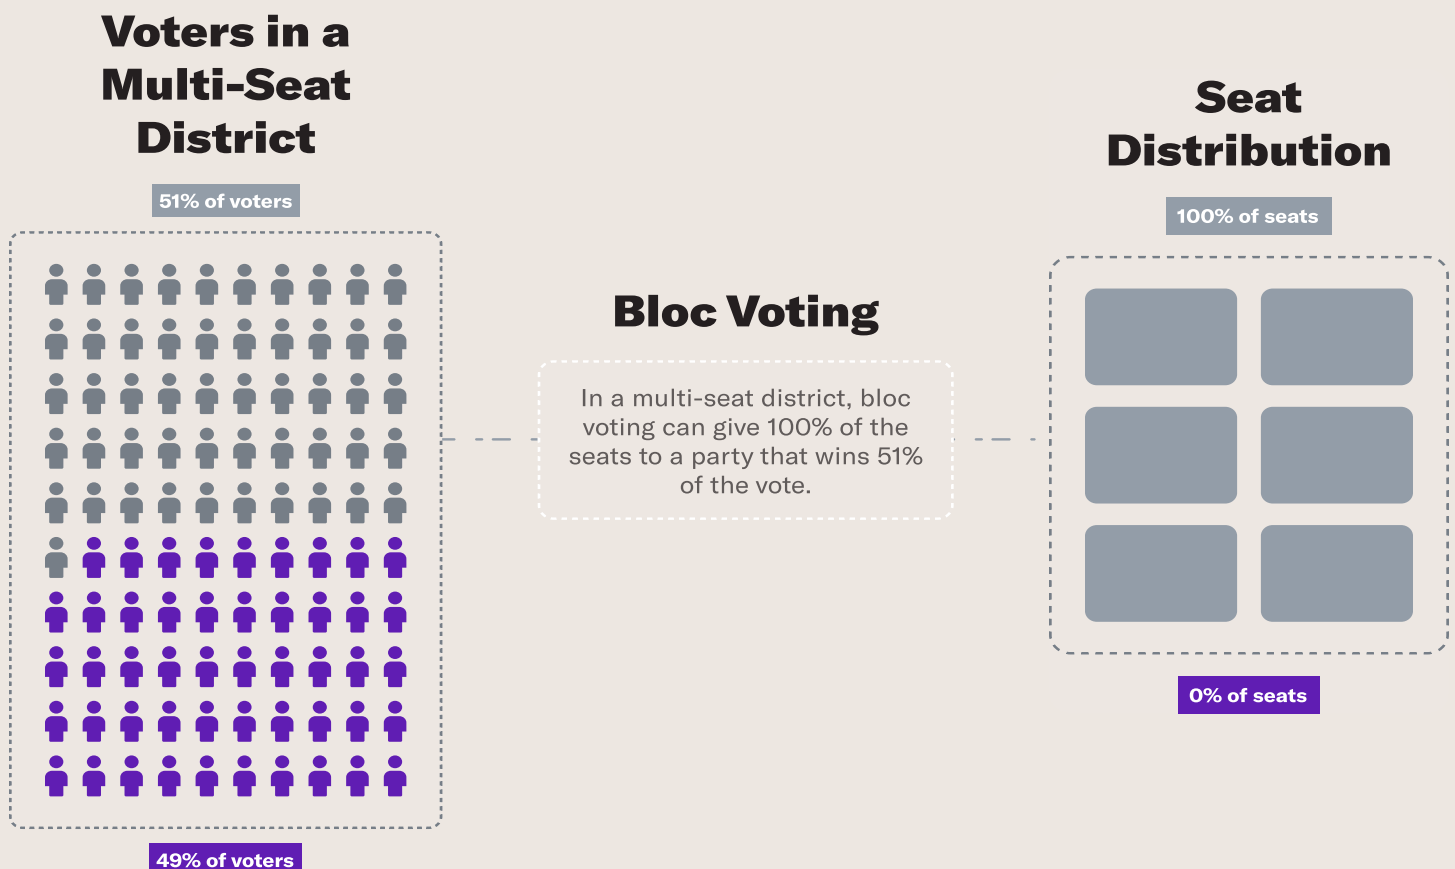 Voters in a
Multi-Seat
District
51% of voters
49% of voters
Bloc Voting
In a multi-seat district, bloc
voting can give 100% of the
seats to a party that wins 51%
of the vote.
Seat
Distribution
100% of seats
0% of seats